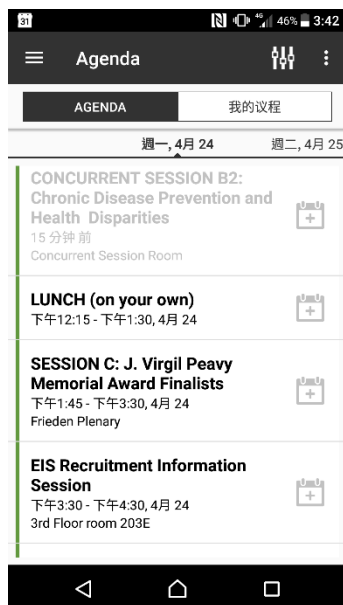 31 4G 46% 3:42
Agenda
AGENDA 我的议程
週一, 4月 24 週二, 4月 25
CONCURRENT SESSION B2:
Chronic Disease Prevention and
Health Disparities
15 分钟 前
Concurrent Session Room
LUNCH (on your own)
下午12:15 - 下午1:30, 4月 24
SESSION C: J. Virgil Peavy
Memorial Award Finalists
下午1:45 - 下午3:30, 4月 24
Frieden Plenary
EIS Recruitment Information
Session
下午3:30 - 下午4:30, 4月 24
3rd Floor room 203E